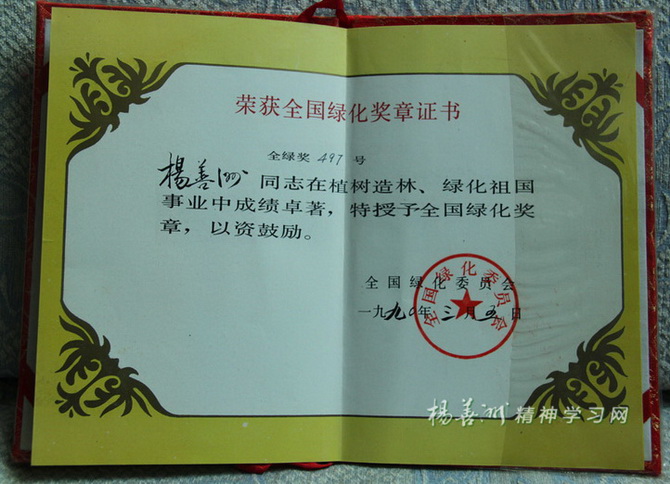 荣获全国绿化奖章证书
全绿奖 497 号
楊善洲 同志在植树造林、绿化祖国
事业中成绩卓著，特授予全国绿化奖
章，以资鼓励。
全国绿化委员会
一九九〇年三月五日
全国绿化委员会
楊善洲精神学习网